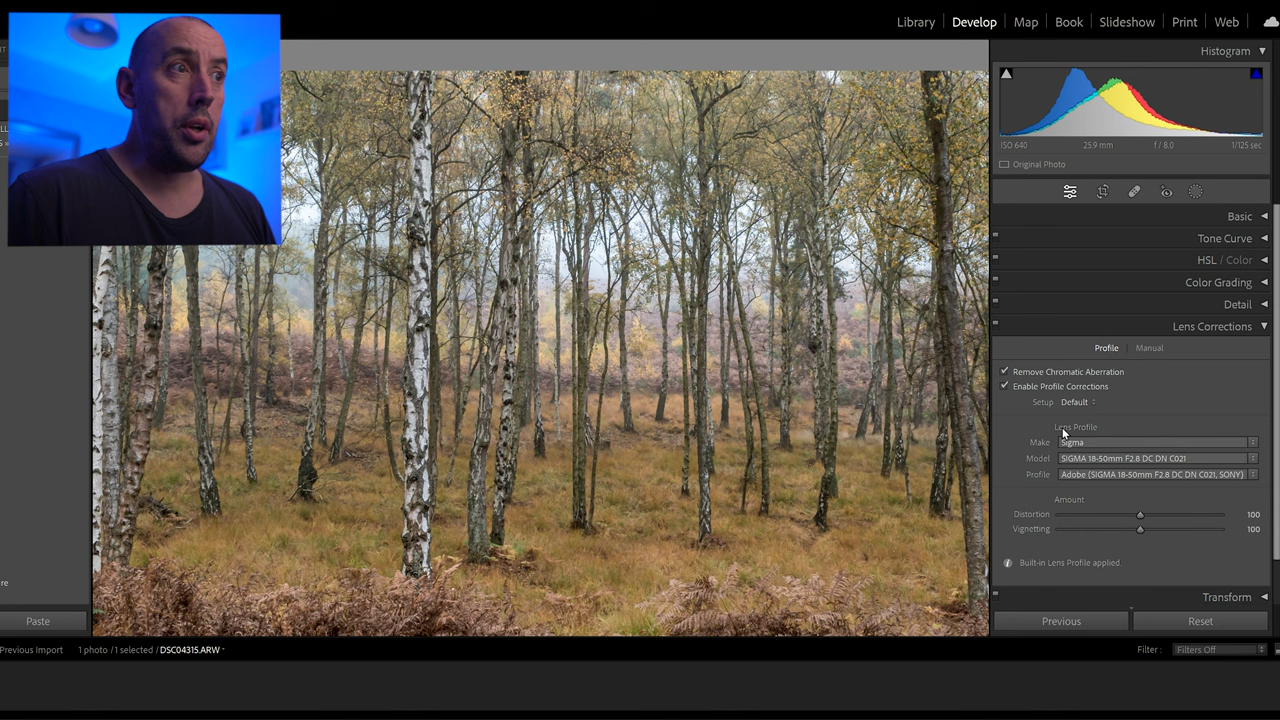 Library Develop Map Book Slideshow Print Web
Histogram
ISO 640 25.9 mm f / 8.0 1/125 sec
Original Photo
Basic
Tone Curve
HSL / Color
Color Grading
Detail
Lens Corrections
Profile Manual
Remove Chromatic Aberration
Enable Profile Corrections
Setup Default
Lens Profile
Make Sigma
Model SIGMA 18-50mm F2.8 DC DN C021
Profile Adobe (SIGMA 18-50mm F2.8 DC DN C021, SONY)
Amount
Distortion 100
Vignetting 100
Built-in Lens Profile applied.
Transform
Paste Previous Reset
Previous Import 1 photo / 1 selected / DSC04315.ARW Filter : Filters Off